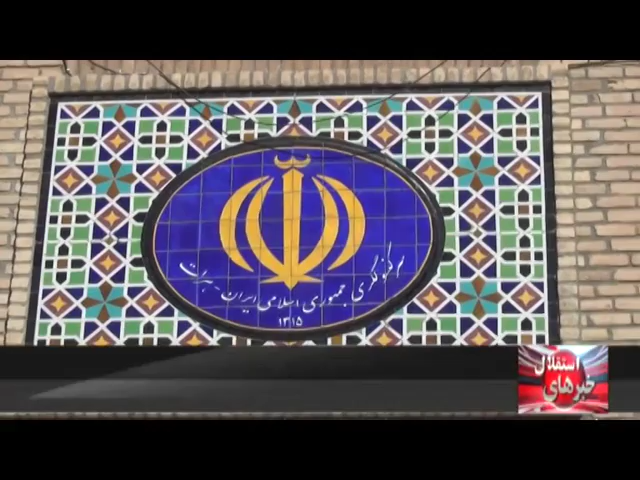 سرکنسولگری جمهوری اسلامی ایران - هرات
۱۳۱۵
استقلال
خبرهای